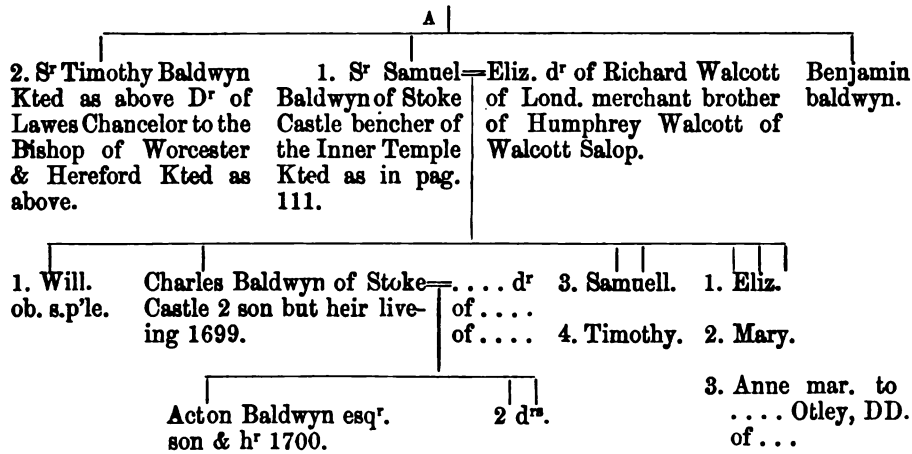 A
2. Sʳ Timothy Baldwyn
Kted as above Dʳ of
Lawes Chancelor to the
Bishop of Worcester
& Hereford Kted as
above.
1. Sʳ Samuel=
Baldwyn of Stoke
Castle bencher of
the Inner Temple
Kted as in pag.
111.
Eliz. dʳ of Richard Walcott
of Lond. merchant brother
of Humphrey Walcott of
Walcott Salop.
Benjamin
baldwyn.
1. Will.
ob. s.p'le.
Charles Baldwyn of Stoke=
Castle 2 son but heir live-
ing 1699.
.... dʳ
of ....
of ....
3. Samuell.
4. Timothy.
1. Eliz.
2. Mary.
3. Anne mar. to
.... Otley, DD.
of ...
Acton Baldwyn esqʳ.
son & hʳ 1700.
2 dʳˢ.